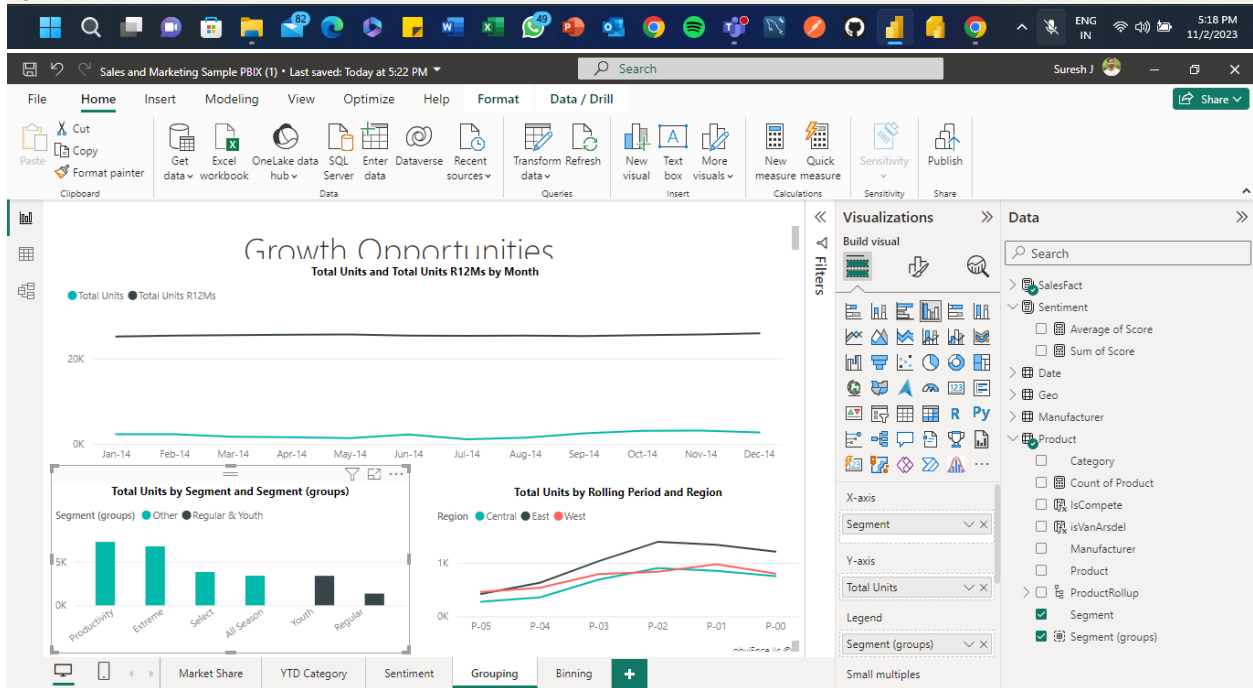 82
49
ENG
IN
5:18 PM
11/2/2023
Sales and Marketing Sample PBIX (1) • Last saved: Today at 5:22 PM
Search
Suresh J
File Home Insert Modeling View Optimize Help Format Data / Drill
Share
Paste
Cut
Copy
Format painter
Get data
Excel workbook
OneLake data hub
SQL Server
Enter data
Dataverse
Recent sources
Transform data
Refresh
New visual
Text box
More visuals
New measure
Quick measure
Sensitivity
Publish
Clipboard
Data
Queries
Insert
Calculations
Sensitivity
Share
Growth Opportunities
Total Units and Total Units R12Ms by Month
Total Units Total Units R12Ms
20K
0K
Jan-14 Feb-14 Mar-14 Apr-14 May-14 Jun-14 Jul-14 Aug-14 Sep-14 Oct-14 Nov-14 Dec-14
Total Units by Segment and Segment (groups)
Segment (groups) Other Regular & Youth
5K
0K
Productivity Extreme Select All Season Youth Regular
Total Units by Rolling Period and Region
Region Central East West
1K
0K
P-05 P-04 P-03 P-02 P-01 P-00
obviEnce llc ©
Market Share YTD Category Sentiment Grouping Binning +
Filters
Visualizations
Build visual
123
R Py
X-axis
Segment
Y-axis
Total Units
Legend
Segment (groups)
Small multiples
Data
Search
SalesFact
Sentiment
Average of Score
Sum of Score
Date
Geo
Manufacturer
Product
Category
Count of Product
IsCompete
isVanArsdel
Manufacturer
Product
ProductRollup
Segment
Segment (groups)